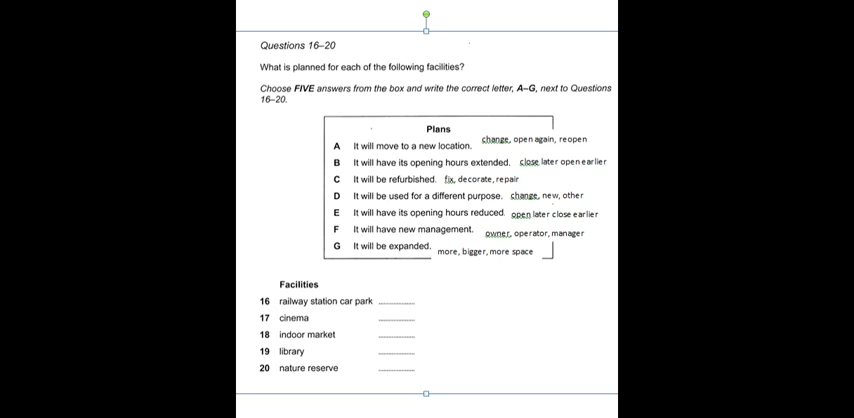 Questions 16–20
What is planned for each of the following facilities?
Choose FIVE answers from the box and write the correct letter, A–G, next to Questions
16–20.
Plans
A It will move to a new location. change, open again, reopen
B It will have its opening hours extended. close later open earlier
C It will be refurbished. fix, decorate, repair
D It will be used for a different purpose. change, new, other
E It will have its opening hours reduced. open later close earlier
F It will have new management. owner, operator, manager
G It will be expanded. more, bigger, more space
Facilities
16 railway station car park
17 cinema
18 indoor market
19 library
20 nature reserve